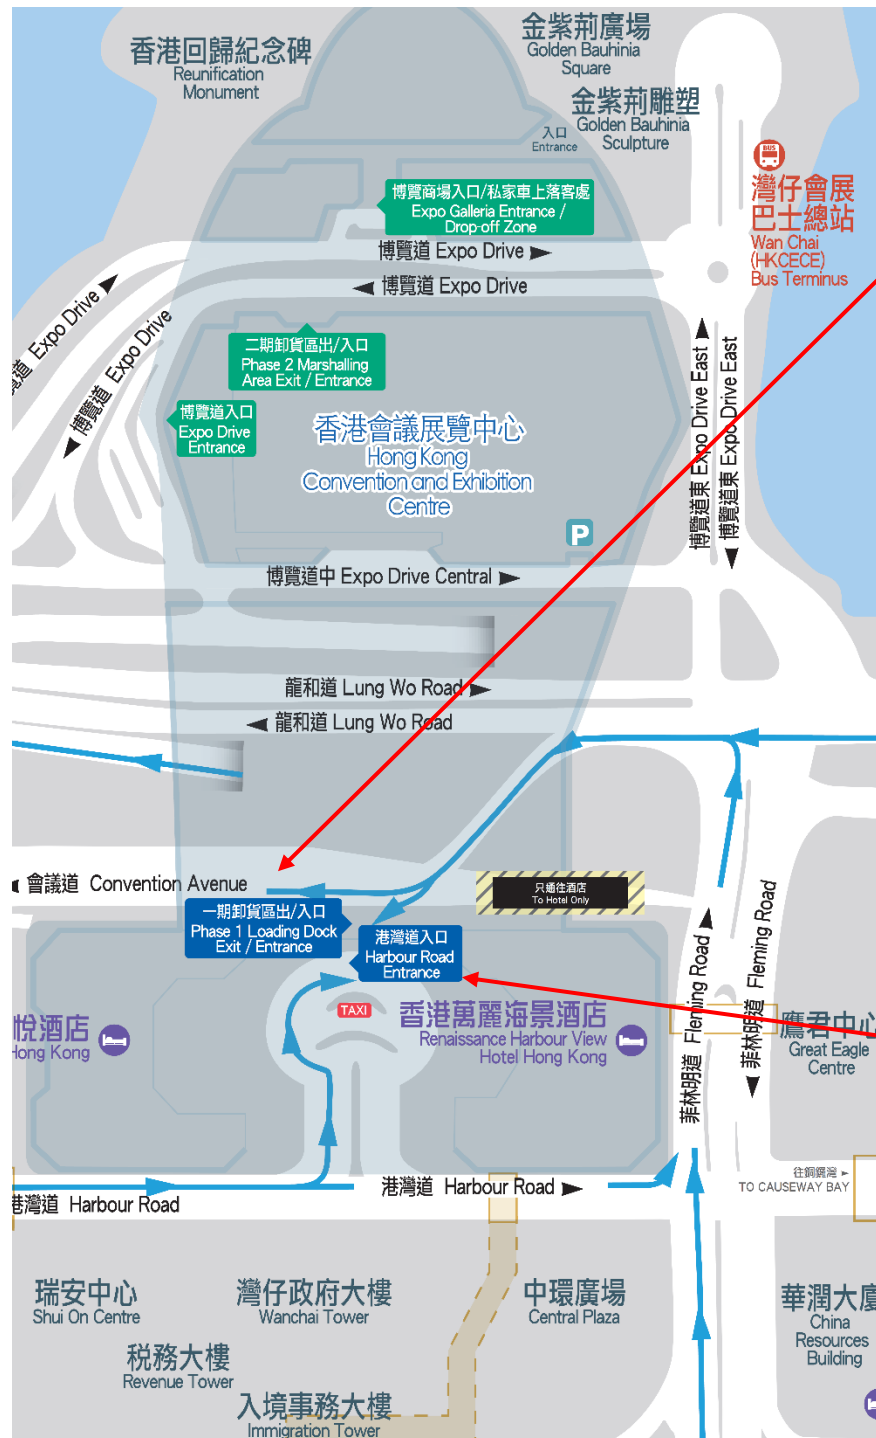 香港回歸紀念碑
Reunification
Monument
金紫荊廣場
Golden Bauhinia
Square
金紫荊雕塑
Golden Bauhinia
Sculpture
入口
Entrance
BUS
灣仔會展
巴士總站
Wan Chai
(HKCECE)
Bus Terminus
博覽商場入口/私家車上落客處
Expo Galleria Entrance /
Drop-off Zone
博覽道 Expo Drive ►
◄ 博覽道 Expo Drive
博覽道 Expo Drive ►
◄ 博覽道 Expo Drive
二期卸貨區出/入口
Phase 2 Marshalling
Area Exit / Entrance
博覽道入口
Expo Drive
Entrance
香港會議展覽中心
Hong Kong
Convention and Exhibition
Centre
博覽道東 Expo Drive East ►
◄ 博覽道東 Expo Drive East
P
博覽道中 Expo Drive Central ►
龍和道 Lung Wo Road ►
◄ 龍和道 Lung Wo Road
◄ 會議道 Convention Avenue
只通往酒店
To Hotel Only
一期卸貨區出/入口
Phase 1 Loading Dock
Exit / Entrance
港灣道入口
Harbour Road
Entrance
TAXI
悅酒店
Hong Kong
香港萬麗海景酒店
Renaissance Harbour View
Hotel Hong Kong
菲林明道 Fleming Road ►
◄ 菲林明道 Fleming Road
鷹君中心
Great Eagle
Centre
往銅鑼灣 ►
TO CAUSEWAY BAY
港灣道 Harbour Road
港灣道 Harbour Road ►
瑞安中心
Shui On Centre
灣仔政府大樓
Wanchai Tower
中環廣場
Central Plaza
華潤大廈
China
Resources
Building
税務大樓
Revenue Tower
入境事務大樓
Immigration Tower